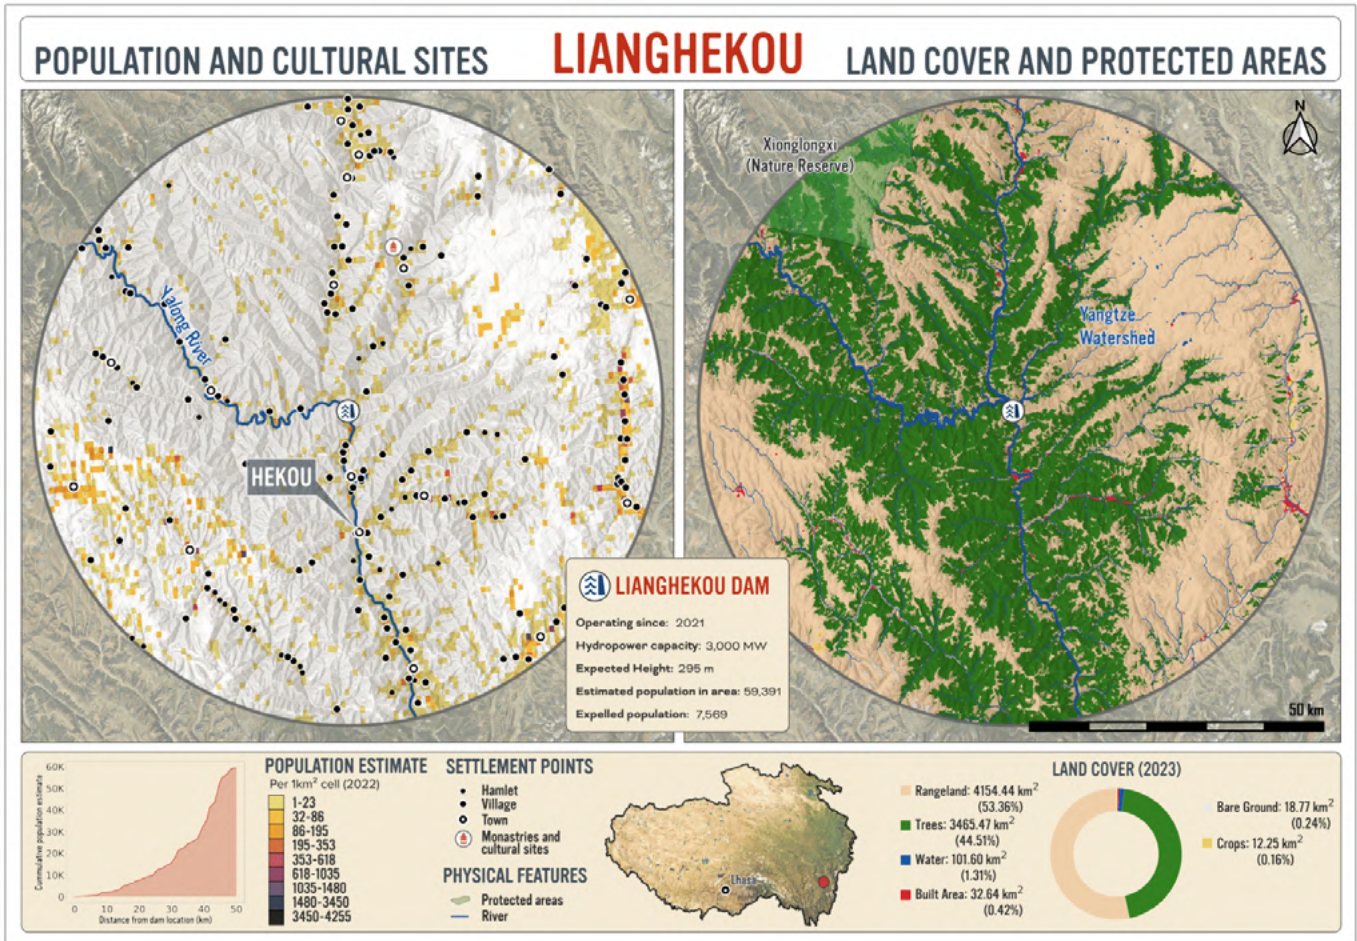 POPULATION AND CULTURAL SITES
LIANGHEKOU
LAND COVER AND PROTECTED AREAS
Yalong River
HEKOU
Xionglongxi
(Nature Reserve)
N
Yangtze
Watershed
50 km
LIANGHEKOU DAM
Operating since: 2021
Hydropower capacity: 3,000 MW
Expected Height: 295 m
Estimated population in area: 59,391
Expelled population: 7,569
Cummulative population estimate
60K
50K
40K
30K
20K
10K
0
0 10 20 30 40 50
Distance from dam location (km)
POPULATION ESTIMATE
Per 1km² cell (2022)
1-23
32-86
86-195
195-353
353-618
618-1035
1035-1480
1480-3450
3450-4255
SETTLEMENT POINTS
Hamlet
Village
Town
Monastries and
cultural sites
PHYSICAL FEATURES
Protected areas
River
Lhasa
LAND COVER (2023)
Rangeland: 4154.44 km²
(53.36%)
Trees: 3465.47 km²
(44.51%)
Water: 101.60 km²
(1.31%)
Built Area: 32.64 km²
(0.42%)
Bare Ground: 18.77 km²
(0.24%)
Crops: 12.25 km²
(0.16%)